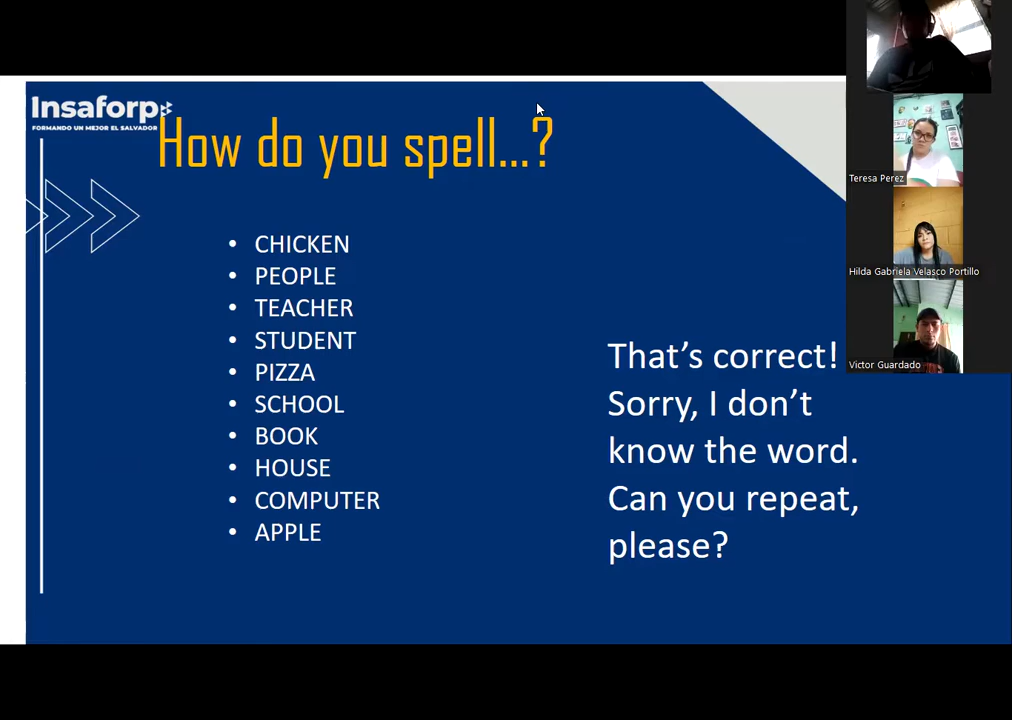 Insaforp
FORMANDO UN MEJOR EL SALVADOR
How do you spell...?
• CHICKEN
• PEOPLE
• TEACHER
• STUDENT
• PIZZA
• SCHOOL
• BOOK
• HOUSE
• COMPUTER
• APPLE
That's correct!
Sorry, I don't
know the word.
Can you repeat,
please?
Teresa Perez
Hilda Gabriela Velasco Portillo
Victor Guardado